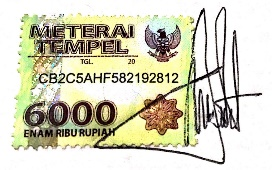 METERAI
TEMPEL
TGL. 20
CB2C5AHF582192812
6000
ENAM RIBU RUPIAH